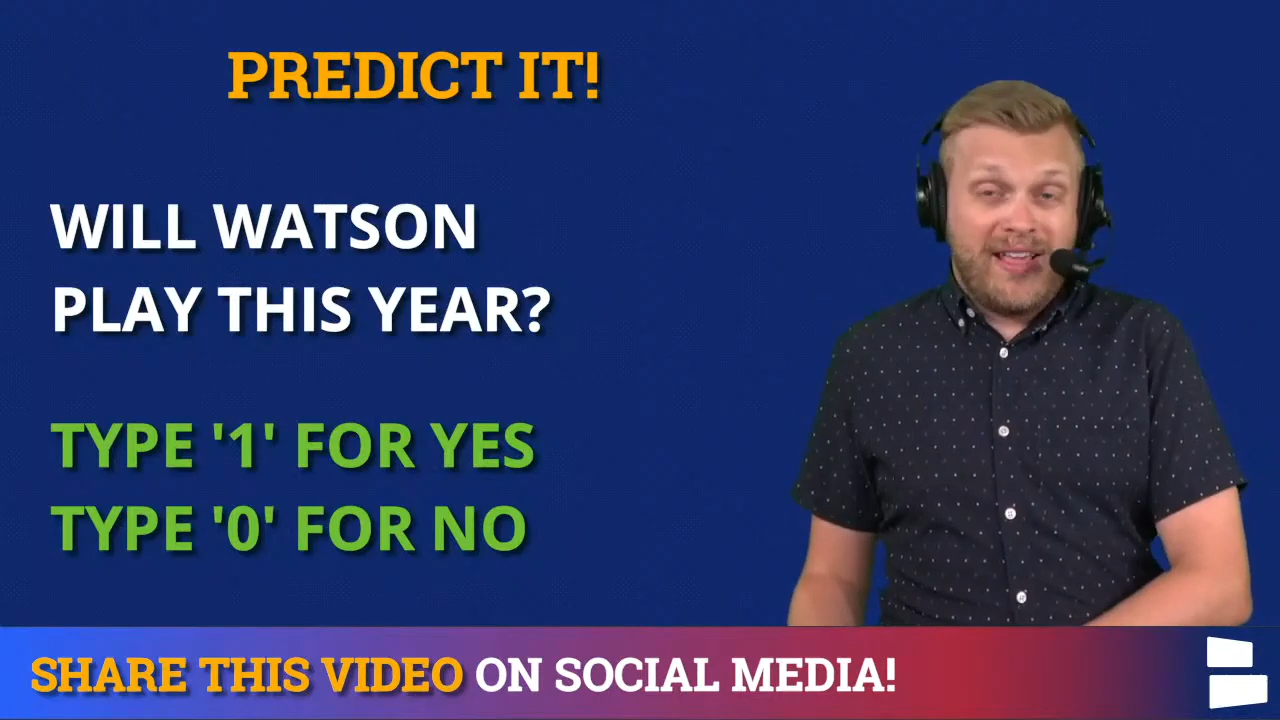 PREDICT IT!
WILL WATSON
PLAY THIS YEAR?
TYPE '1' FOR YES
TYPE '0' FOR NO
SHARE THIS VIDEO ON SOCIAL MEDIA!